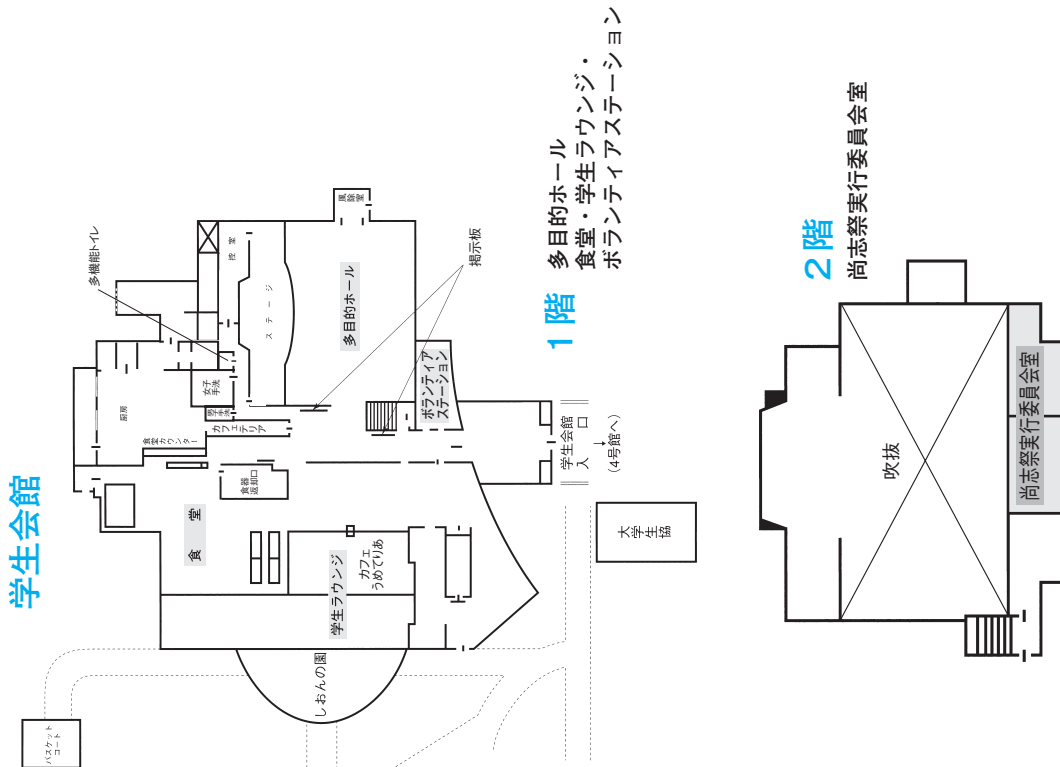 学生会館
1階
多目的ホール
食堂・学生ラウンジ・
ボランティアステーション
多機能トイレ
控室
ステージ
風除室
多目的ホール
掲示板
厨房
女子
手洗
男子
手洗
食堂カウンター
カフェテリア
ボランティア
ステーション
食器
返却口
食堂
学生会館
入口
↓
(4号館へ)
学生ラウンジ
カフェ
うめてりあ
大学生協
しおんの園
バスケット
コート
2階
尚志祭実行委員会室
吹抜
尚志祭実行委員会室